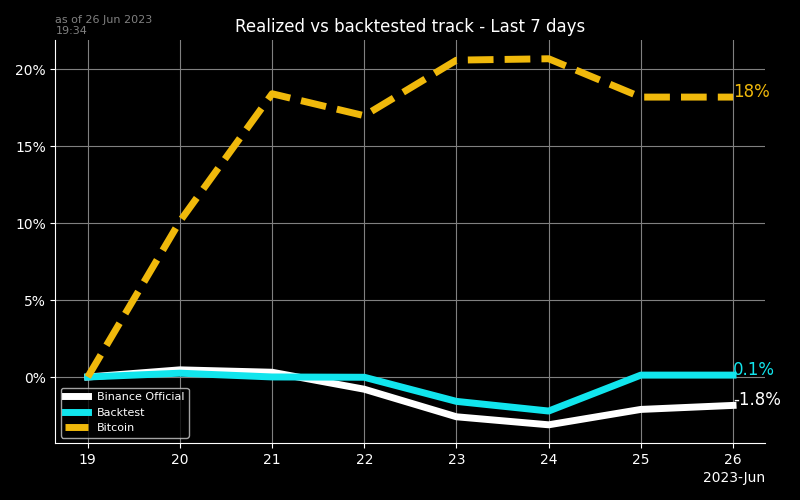 as of 26 Jun 2023
19:34
Realized vs backtested track - Last 7 days
20%
15%
10%
5%
0%
18%
0.1%
-1.8%
Binance Official
Backtest
Bitcoin
19 20 21 22 23 24 25 26
2023-Jun